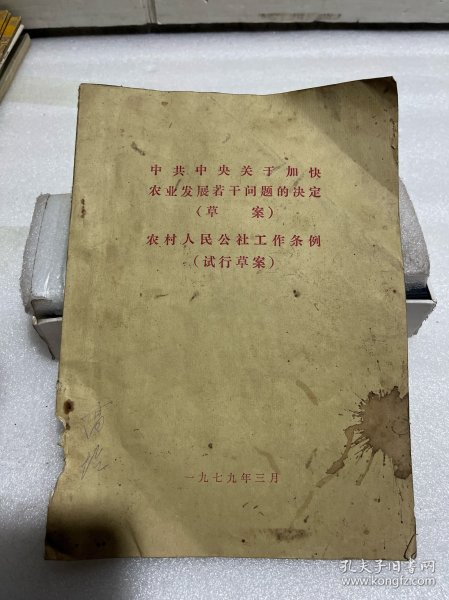 中共中央关于加快
农业发展若干问题的决定
（草 案）
农村人民公社工作条例
（试行草案）
一九七九年三月
孔夫子旧书网
www.kongfz.com